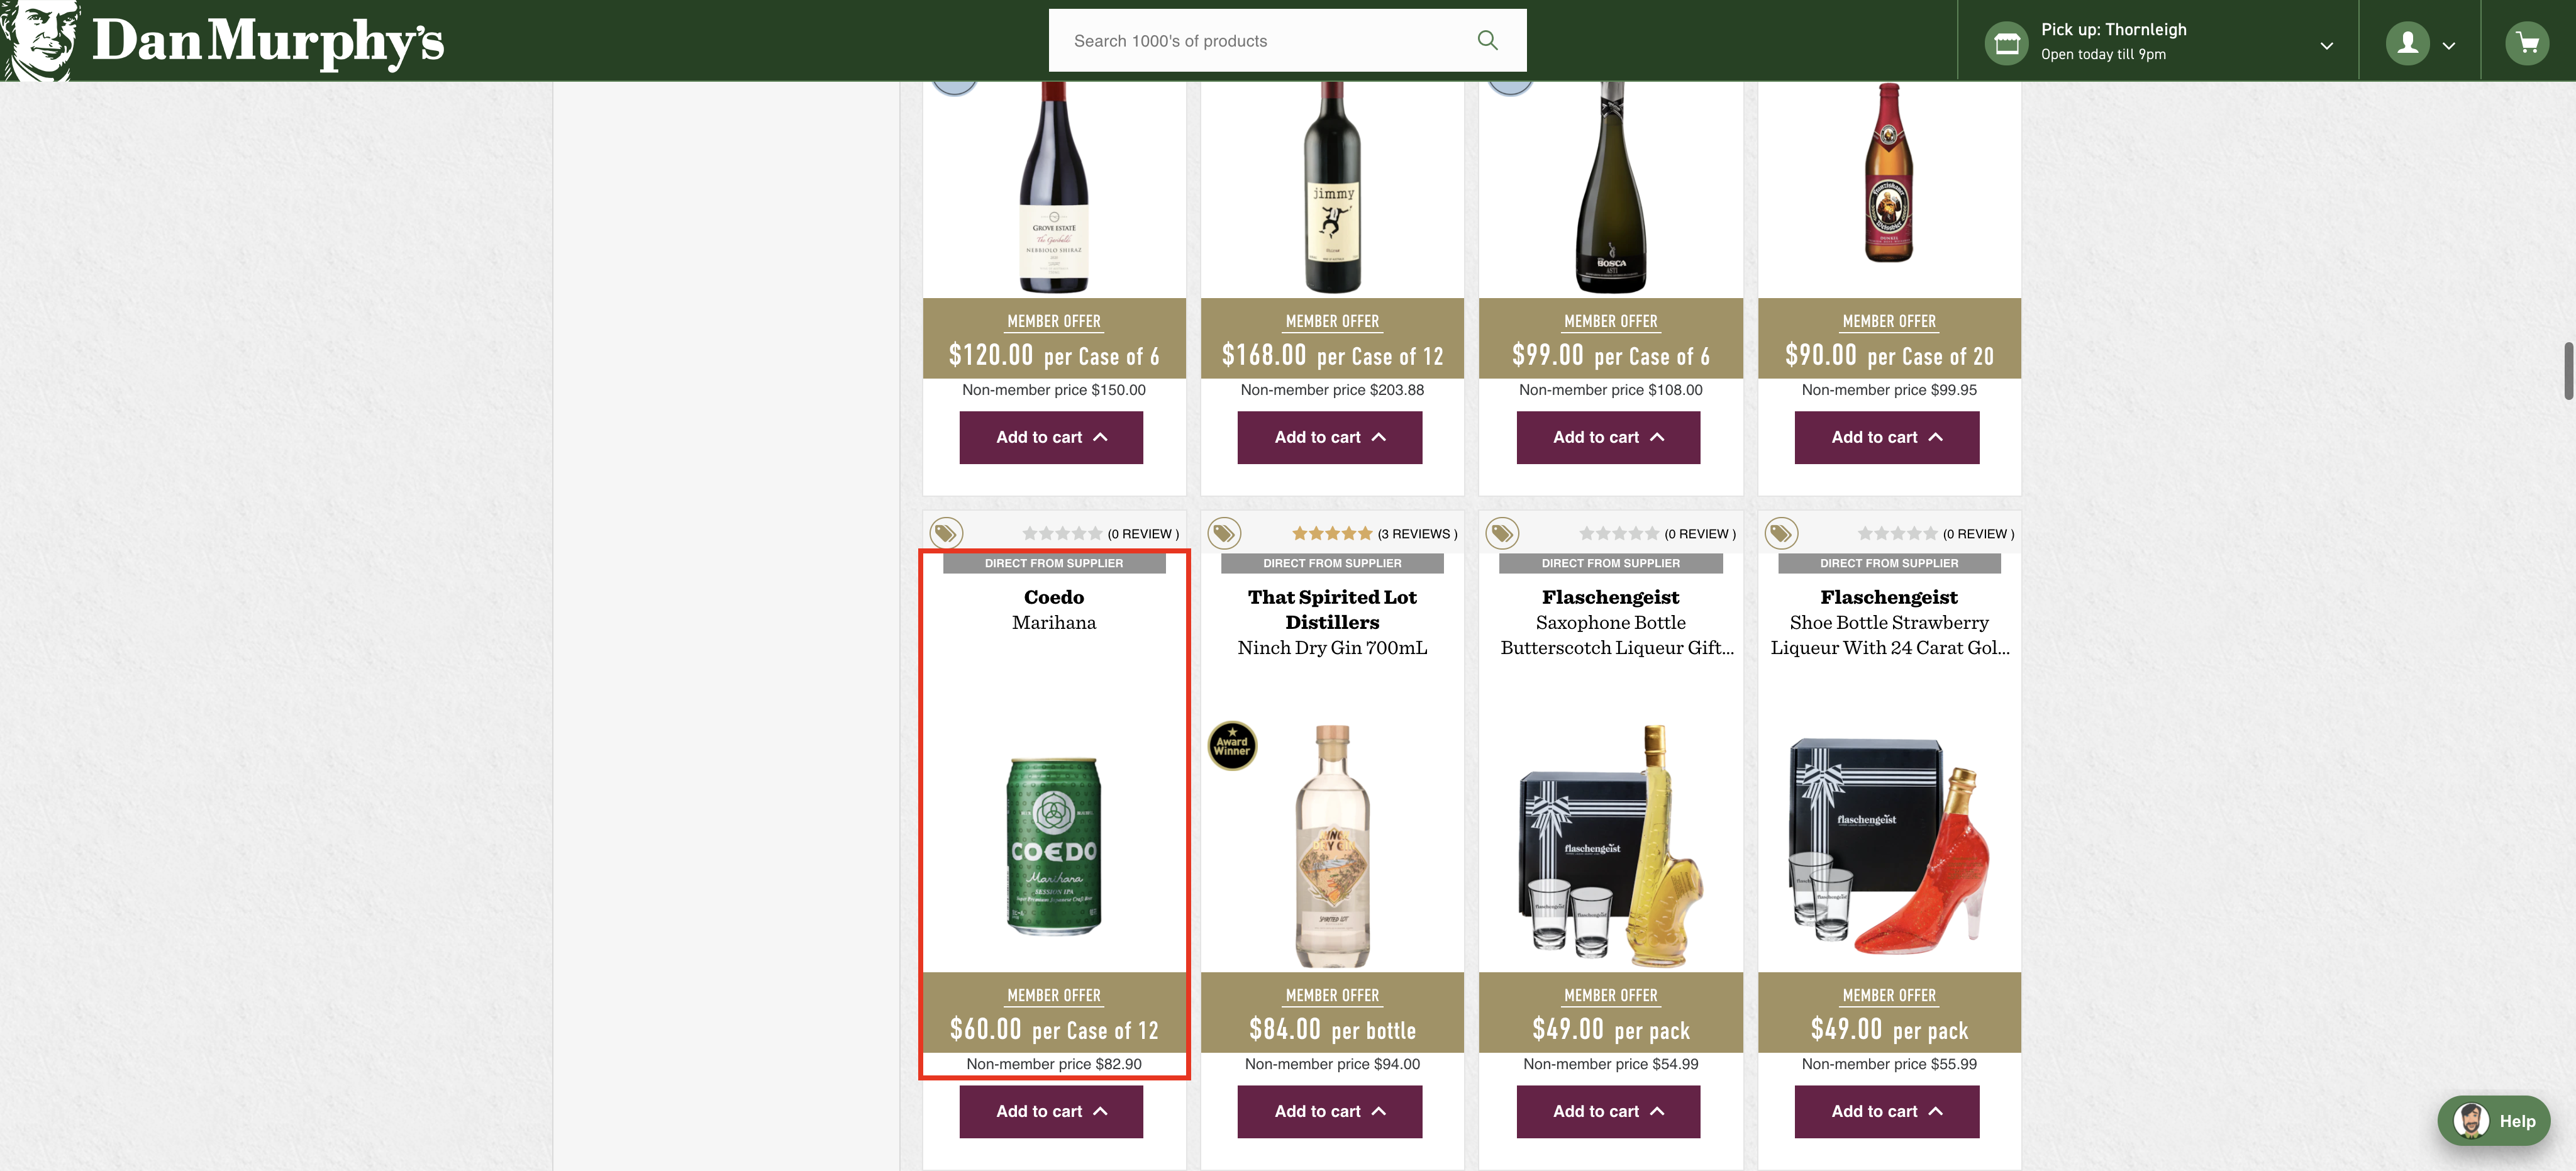 Dan Murphy's
Search 1000's of products
Pick up: Thornleigh
Open today till 9pm
GROVE ESTATE
NEBBIOLO SHIRAZ
jimmy
BOSCA
ASTI
MEMBER OFFER
$120.00 per Case of 6
Non-member price $150.00
Add to cart
MEMBER OFFER
$168.00 per Case of 12
Non-member price $203.88
Add to cart
MEMBER OFFER
$99.00 per Case of 6
Non-member price $108.00
Add to cart
MEMBER OFFER
$90.00 per Case of 20
Non-member price $99.95
Add to cart
(0 REVIEW )
DIRECT FROM SUPPLIER
Coedo
Marihana
COEDO
Marihana
SESSION IPA
MEMBER OFFER
$60.00 per Case of 12
Non-member price $82.90
Add to cart
(3 REVIEWS )
DIRECT FROM SUPPLIER
That Spirited Lot
Distillers
Ninch Dry Gin 700mL
Award
Winner
DRY GIN
SPIRITED LOT
MEMBER OFFER
$84.00 per bottle
Non-member price $94.00
Add to cart
(0 REVIEW )
DIRECT FROM SUPPLIER
Flaschengeist
Saxophone Bottle
Butterscotch Liqueur Gift...
flaschengeist
MEMBER OFFER
$49.00 per pack
Non-member price $54.99
Add to cart
(0 REVIEW )
DIRECT FROM SUPPLIER
Flaschengeist
Shoe Bottle Strawberry
Liqueur With 24 Carat Gol...
flaschengeist
MEMBER OFFER
$49.00 per pack
Non-member price $55.99
Add to cart
Help